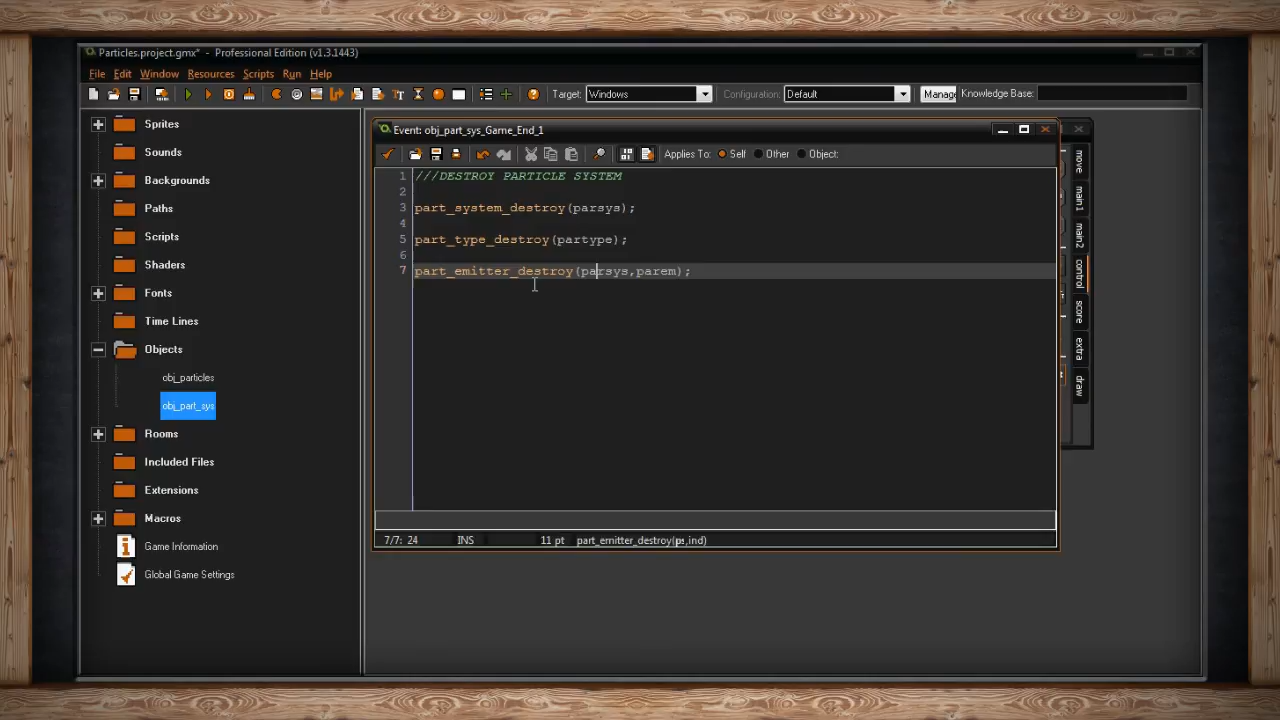 Particles.project.gmx* - Professional Edition (v1.3.1443)
File Edit Window Resources Scripts Run Help
Target: Windows Configuration: Default Manage Knowledge Base:
Sprites
Sounds
Backgrounds
Paths
Scripts
Shaders
Fonts
Time Lines
Objects
obj_particles
obj_part_sys
Rooms
Included Files
Extensions
Macros
Game Information
Global Game Settings
Event: obj_part_sys_Game_End_1
Applies To: Self Other Object:
1 ///DESTROY PARTICLE SYSTEM
2
3 part_system_destroy(parsys);
4
5 part_type_destroy(partype);
6
7 part_emitter_destroy(parsys,parem);
7/7: 24 INS 11 pt part_emitter_destroy(ps,ind)
move
main1
main2
control
score
extra
draw